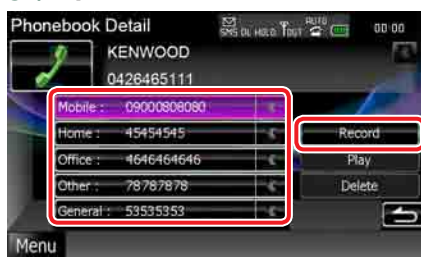 Phonebook Detail SMS DL HOLD TDGT AUTO 00:00
KENWOOD
0426465111
Mobile : 09000808080
Home : 45454545 Record
Office : 4646464646 Play
Other : 78787878 Delete
General : 53535353
Menu